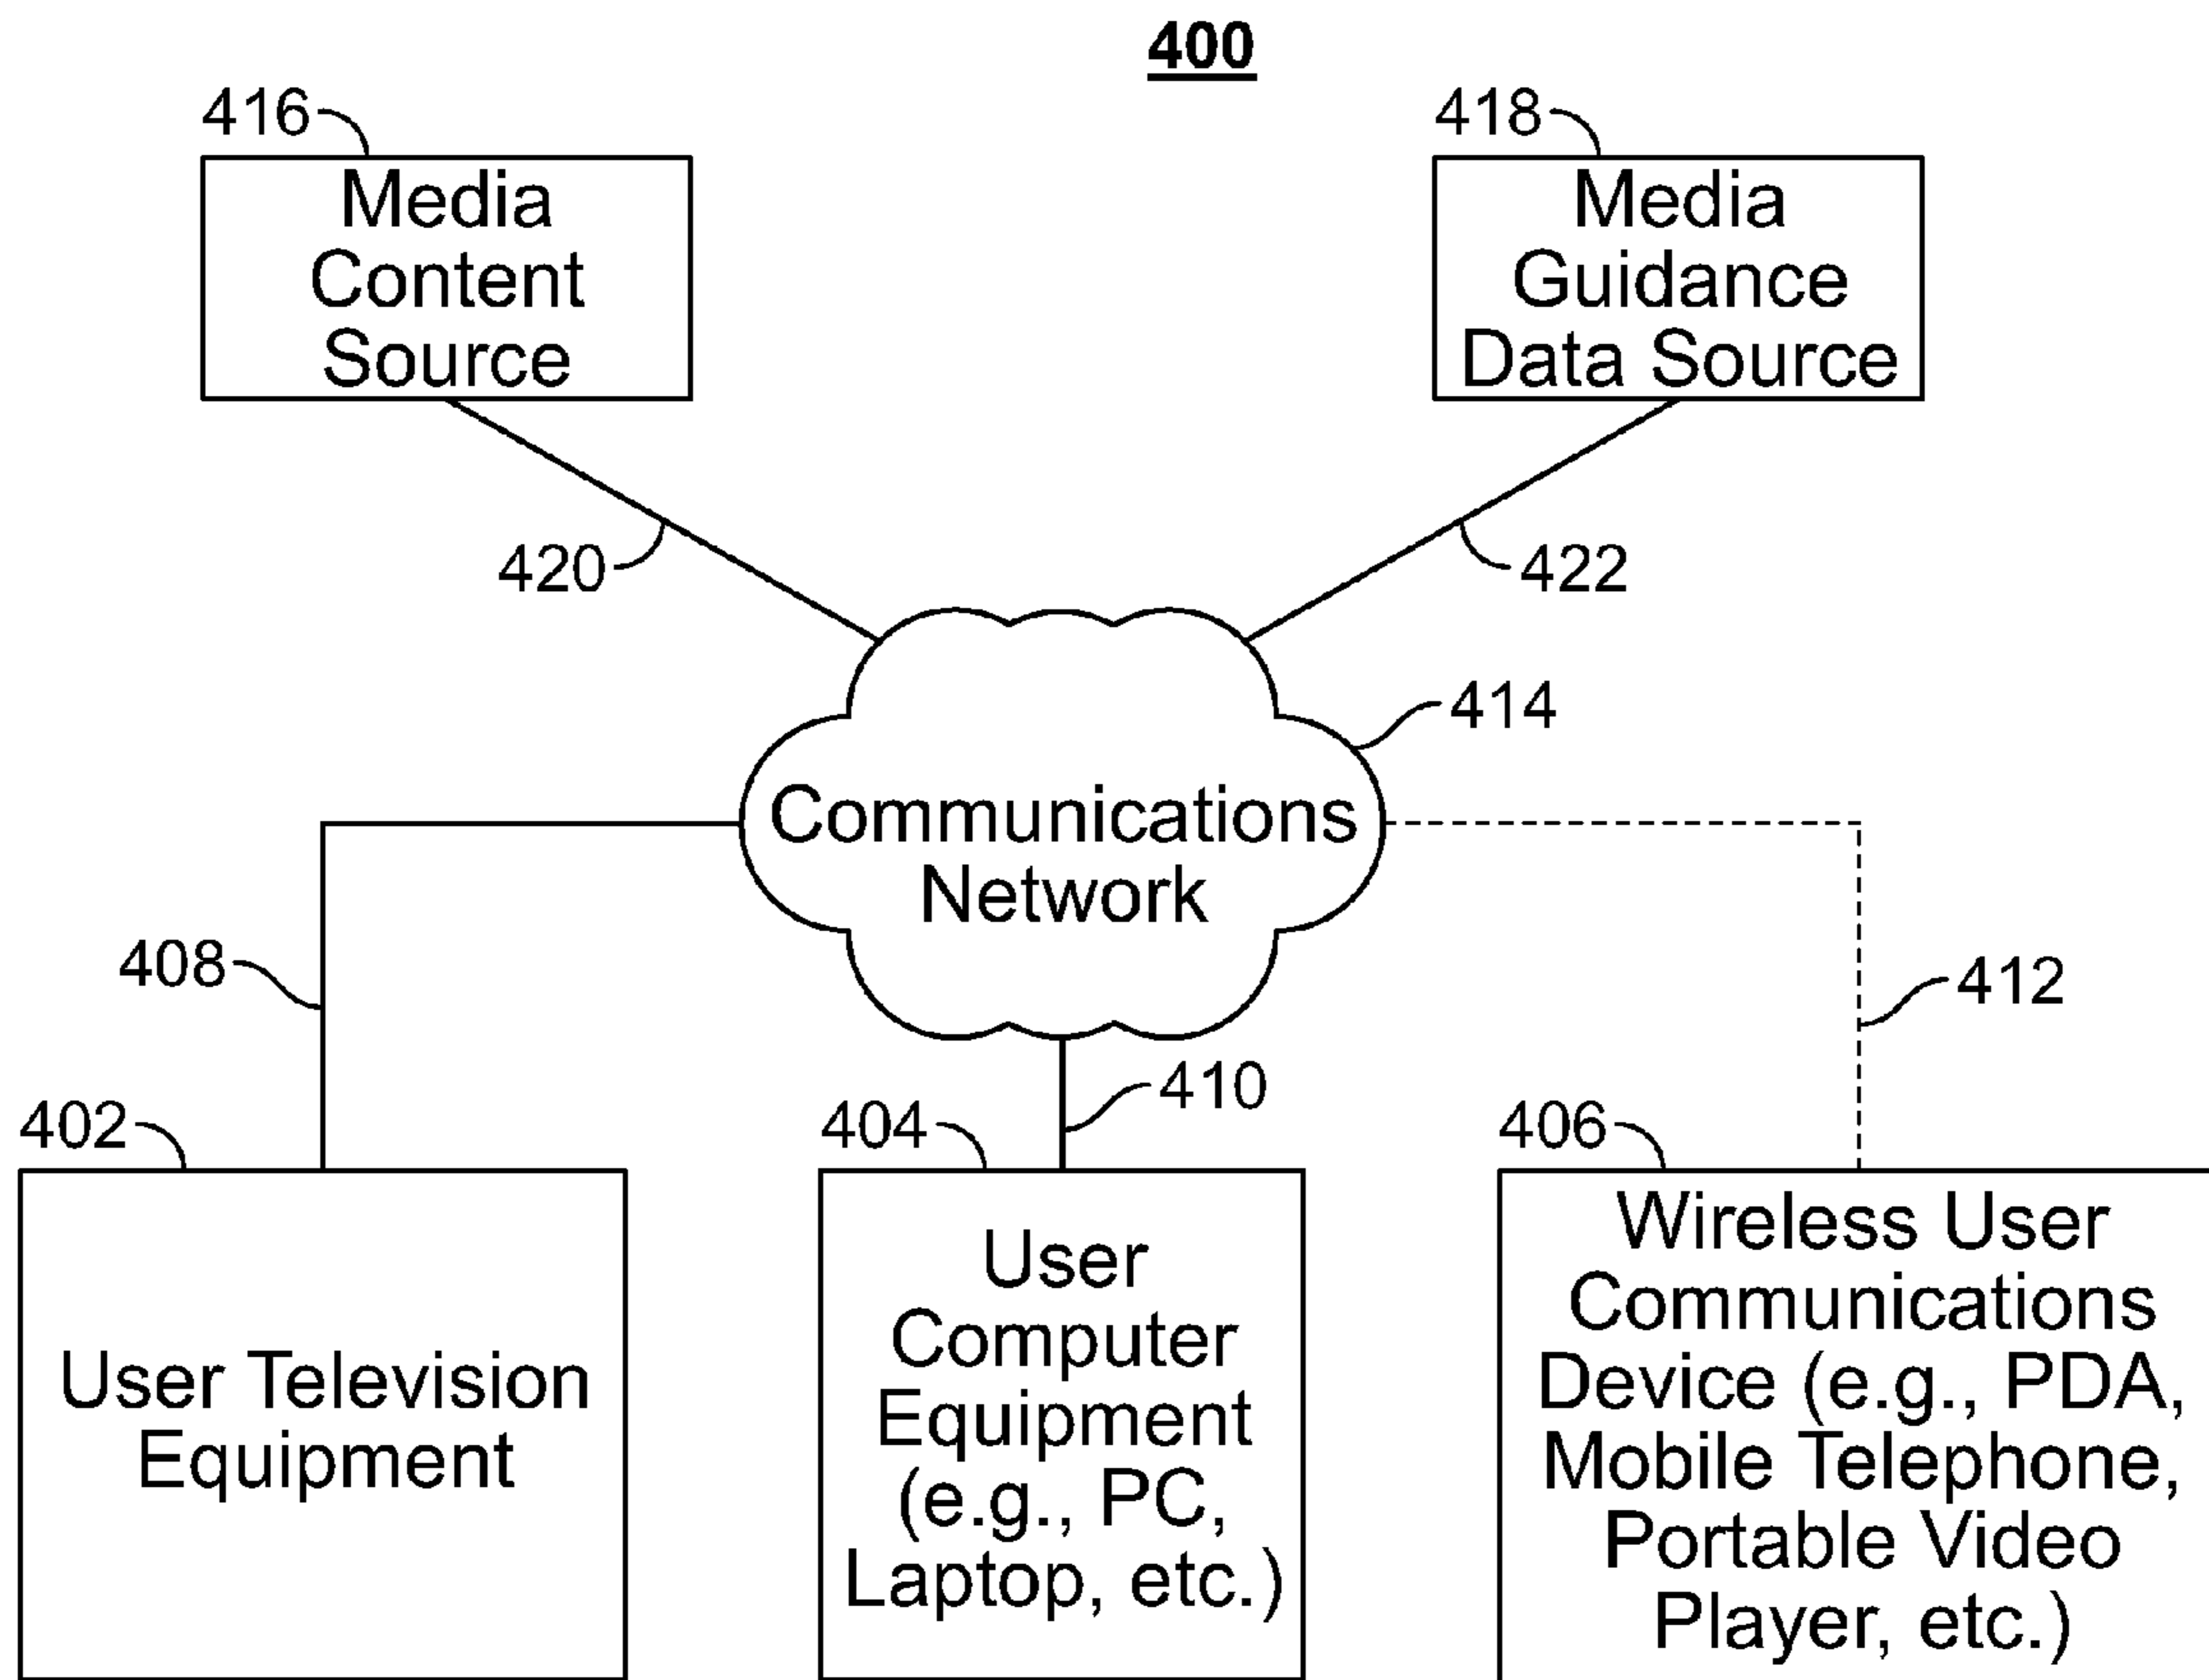 400
416
Media
Content
Source
418
Media
Guidance
Data Source
420
422
414
Communications
Network
408
412
410
402
User Television
Equipment
404
User
Computer
Equipment
(e.g., PC,
Laptop, etc.)
406
Wireless User
Communications
Device (e.g., PDA,
Mobile Telephone,
Portable Video
Player, etc.)